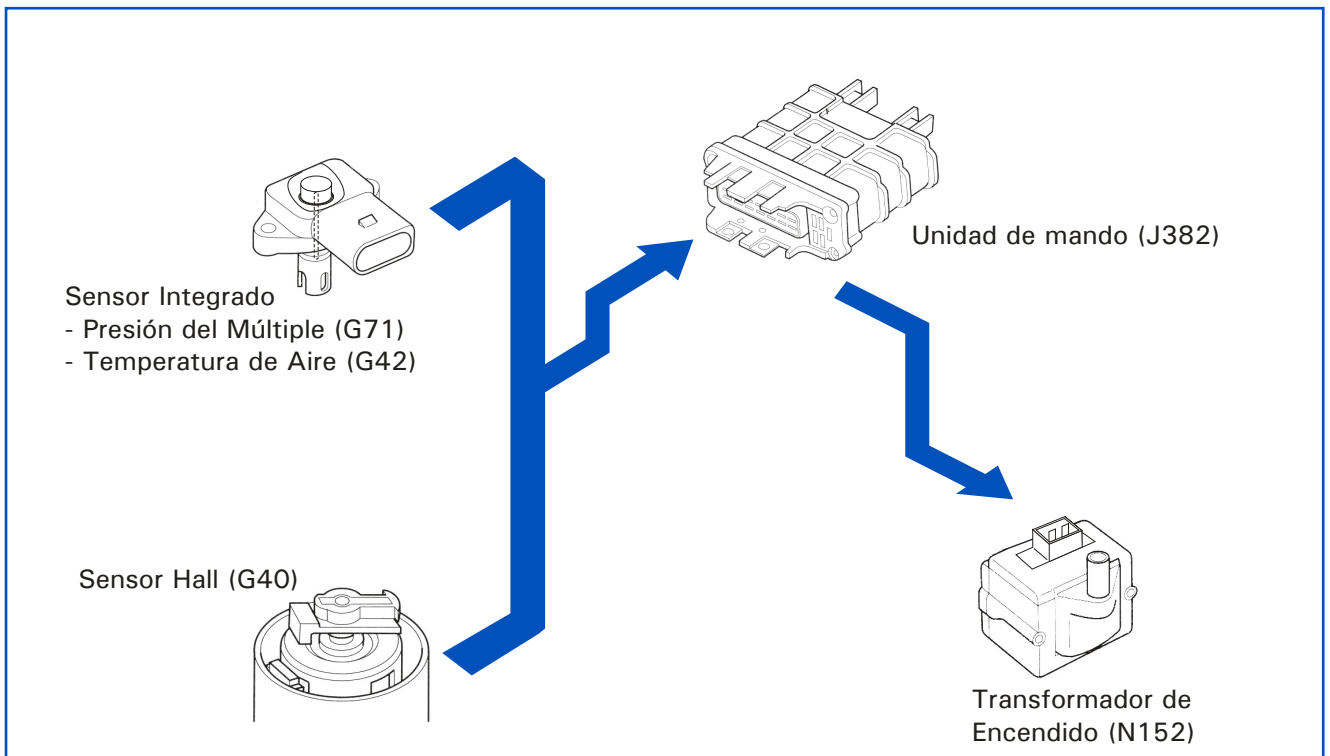 Unidad de mando (J382)
Sensor Integrado
- Presión del Múltiple (G71)
- Temperatura de Aire (G42)
Sensor Hall (G40)
Transformador de
Encendido (N152)